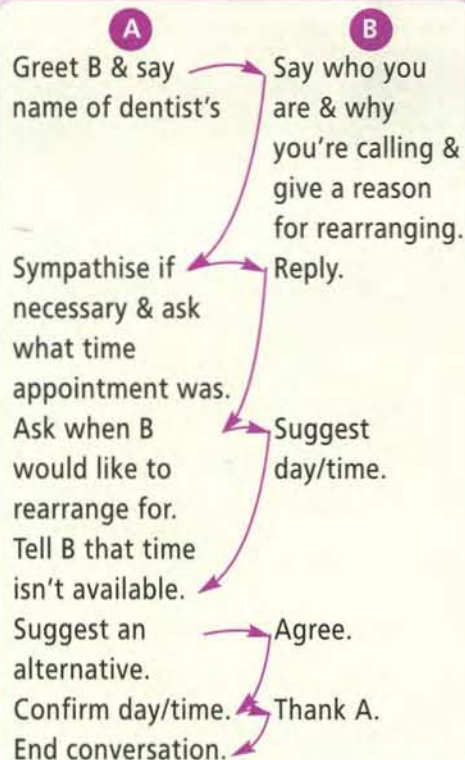 A
B
Greet B & say
name of dentist's
Say who you
are & why
you're calling &
give a reason
for rearranging.
Sympathise if
necessary & ask
what time
appointment was.
Reply.
Ask when B
would like to
rearrange for.
Suggest
day/time.
Tell B that time
isn't available.
Suggest an
alternative.
Agree.
Confirm day/time.
Thank A.
End conversation.